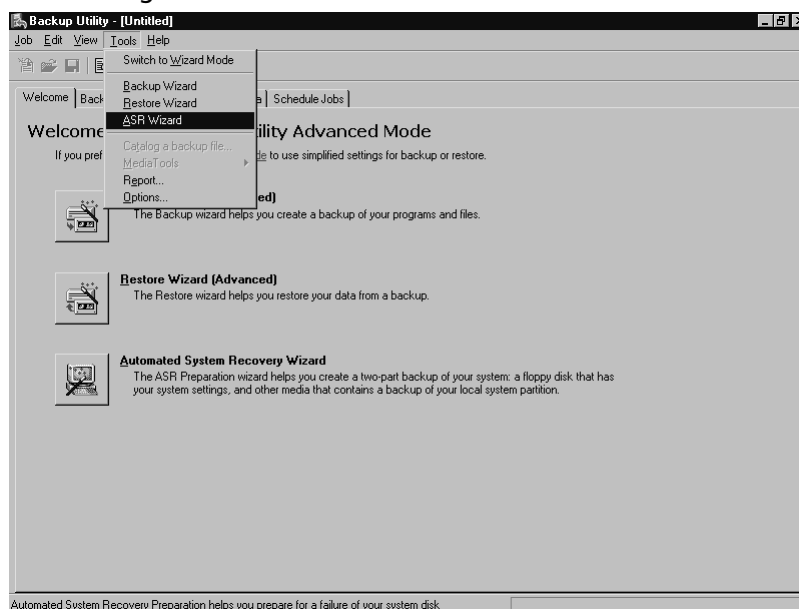 Backup Utility - [Untitled]
Job Edit View Tools Help
Switch to Wizard Mode
Backup Wizard
Restore Wizard
ASR Wizard
Catalog a backup file...
Media Tools
Report...
Options...
Welcome Back Schedule Jobs
Welcome ility Advanced Mode
If you pref de to use simplified settings for backup or restore.
ed)
The Backup wizard helps you create a backup of your programs and files.
Restore Wizard (Advanced)
The Restore wizard helps you restore your data from a backup.
Automated System Recovery Wizard
The ASR Preparation wizard helps you create a two-part backup of your system: a floppy disk that has
your system settings, and other media that contains a backup of your local system partition.
Automated System Recovery Preparation helps you prepare for a failure of your system disk